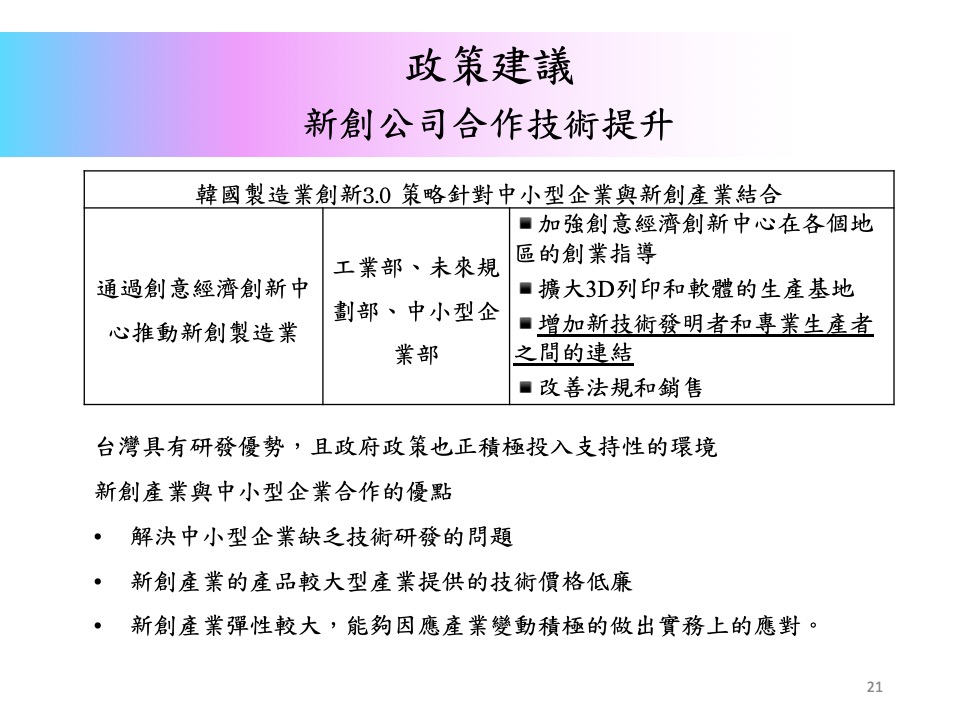 政策建議
新創公司合作技術提升
韓國製造業創新3.0 策略針對中小型企業與新創產業結合
通過創意經濟創新中
心推動新創製造業
工業部、未來規
劃部、中小型企
業部
▪加強創意經濟創新中心在各個地
區的創業指導
▪擴大3D列印和軟體的生產基地
▪增加新技術發明者和專業生產者
之間的連結
▪改善法規和銷售
台灣具有研發優勢，且政府政策也正積極投入支持性的環境
新創產業與中小型企業合作的優點
• 解決中小型企業缺乏技術研發的問題
• 新創產業的產品較大型產業提供的技術價格低廉
• 新創產業彈性較大，能夠因應產業變動積極的做出實務上的應對。
21